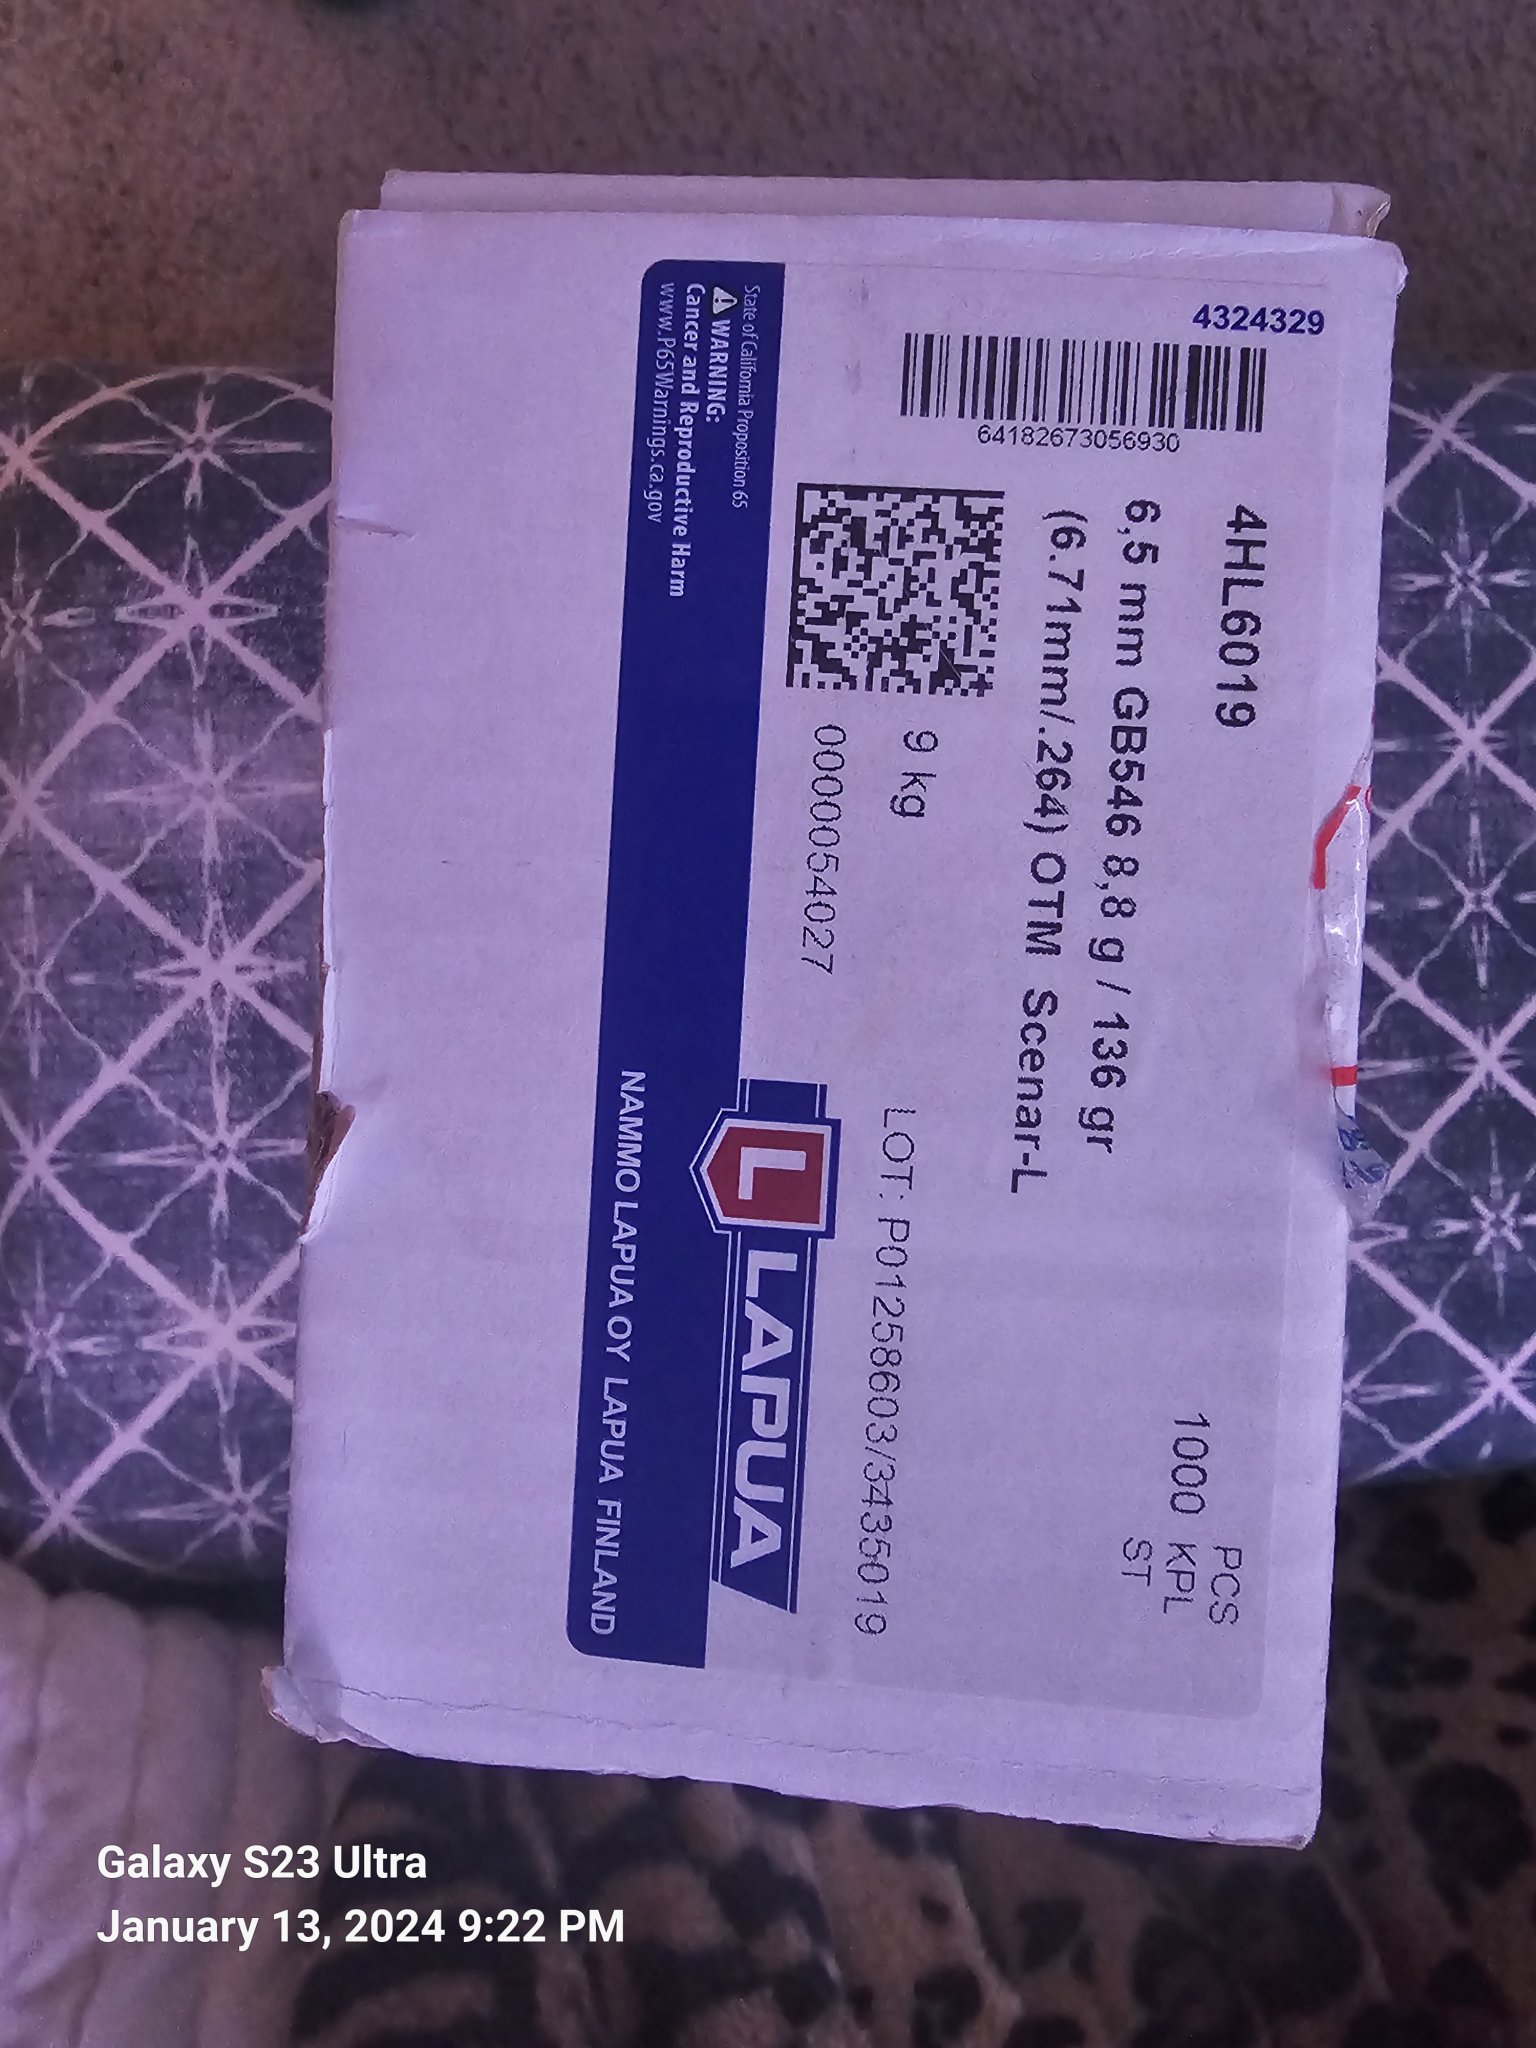 4324329
64182673056930
4HL6019
6,5 mm GB546 8,8 g / 136 gr
(6.71mm/.264) OTM Scenar-L
PCS
1000 KPL
ST
9 kg
LOT: P01258603/3435019
0000054027
L LAPUA
State of California Proposition 65
WARNING:
Cancer and Reproductive Harm
www.P65Warnings.ca.gov
NAMMO LAPUA OY LAPUA FINLAND
Galaxy S23 Ultra
January 13, 2024 9:22 PM